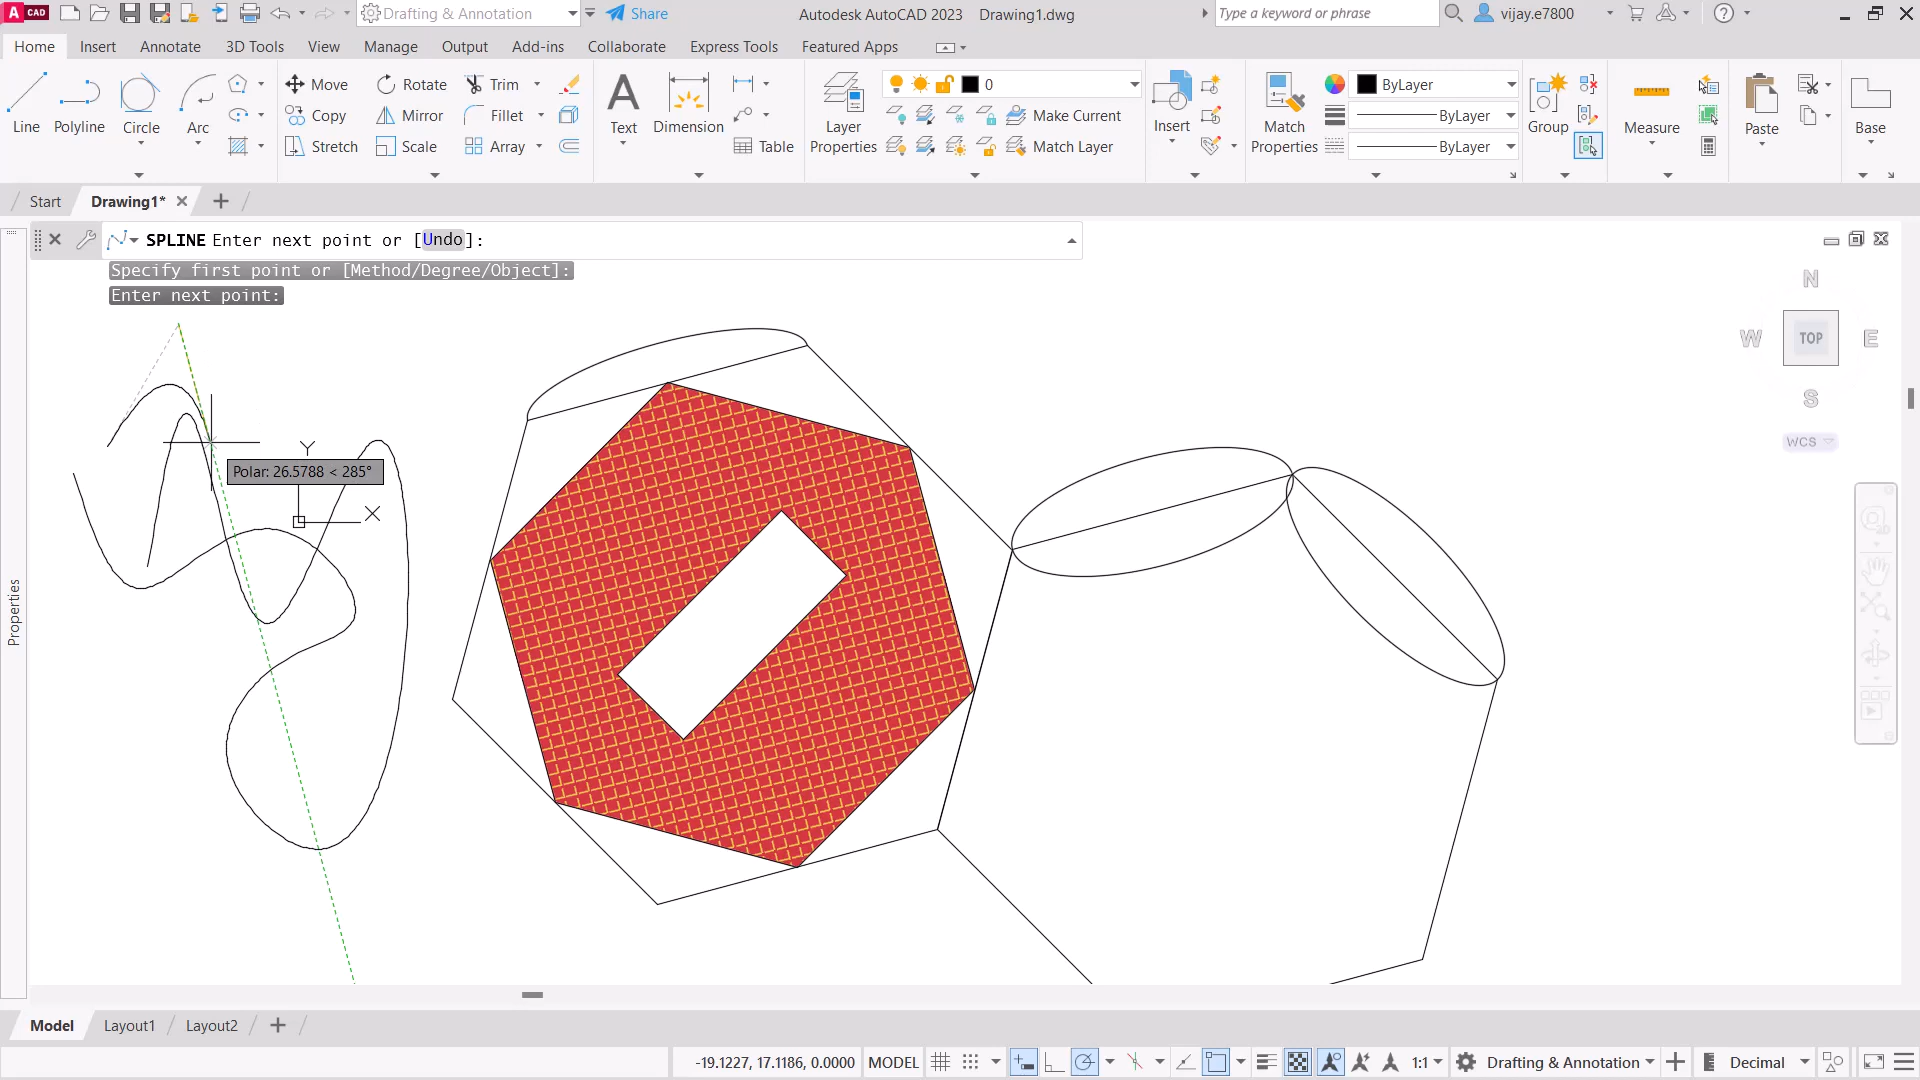 A CAD
Drafting & Annotation
Share
Autodesk AutoCAD 2023 Drawing1.dwg
Type a keyword or phrase
vijay.e7800
Home Insert Annotate 3D Tools View Manage Output Add-ins Collaborate Express Tools Featured Apps
Line
Polyline
Circle
Arc
Move
Rotate
Trim
Copy
Mirror
Fillet
Stretch
Scale
Array
Text
Dimension
Table
Layer
Properties
0
Make Current
Match Layer
Insert
Match
Properties
ByLayer
ByLayer
ByLayer
Group
Measure
Paste
Base
Start
Drawing1*
SPLINE Enter next point or [Undo]:
Specify first point or [Method/Degree/Object]:
Enter next point:
N
W
TOP
E
S
WCS
Y
Polar: 26.5788 < 285°
X
Properties
Model
Layout1
Layout2
-19.1227, 17.1186, 0.0000
MODEL
1:1
Drafting & Annotation
Decimal